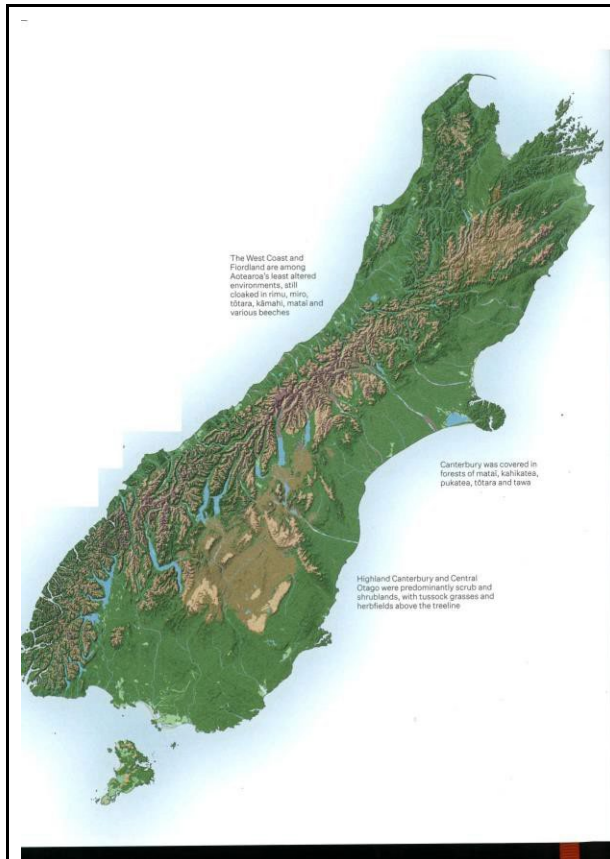 The West Coast and
Fiordland are among
Aotearoa's least altered
environments, still
cloaked in rimu, miro,
tōtara, kāmahi, mataī and
various beeches
Canterbury was covered in
forests of mataī, kahikatea,
pukatea, tōtara and tawa
Highland Canterbury and Central
Otago were predominantly scrub and
shrublands, with tussock grasses and
herbfields above the treeline